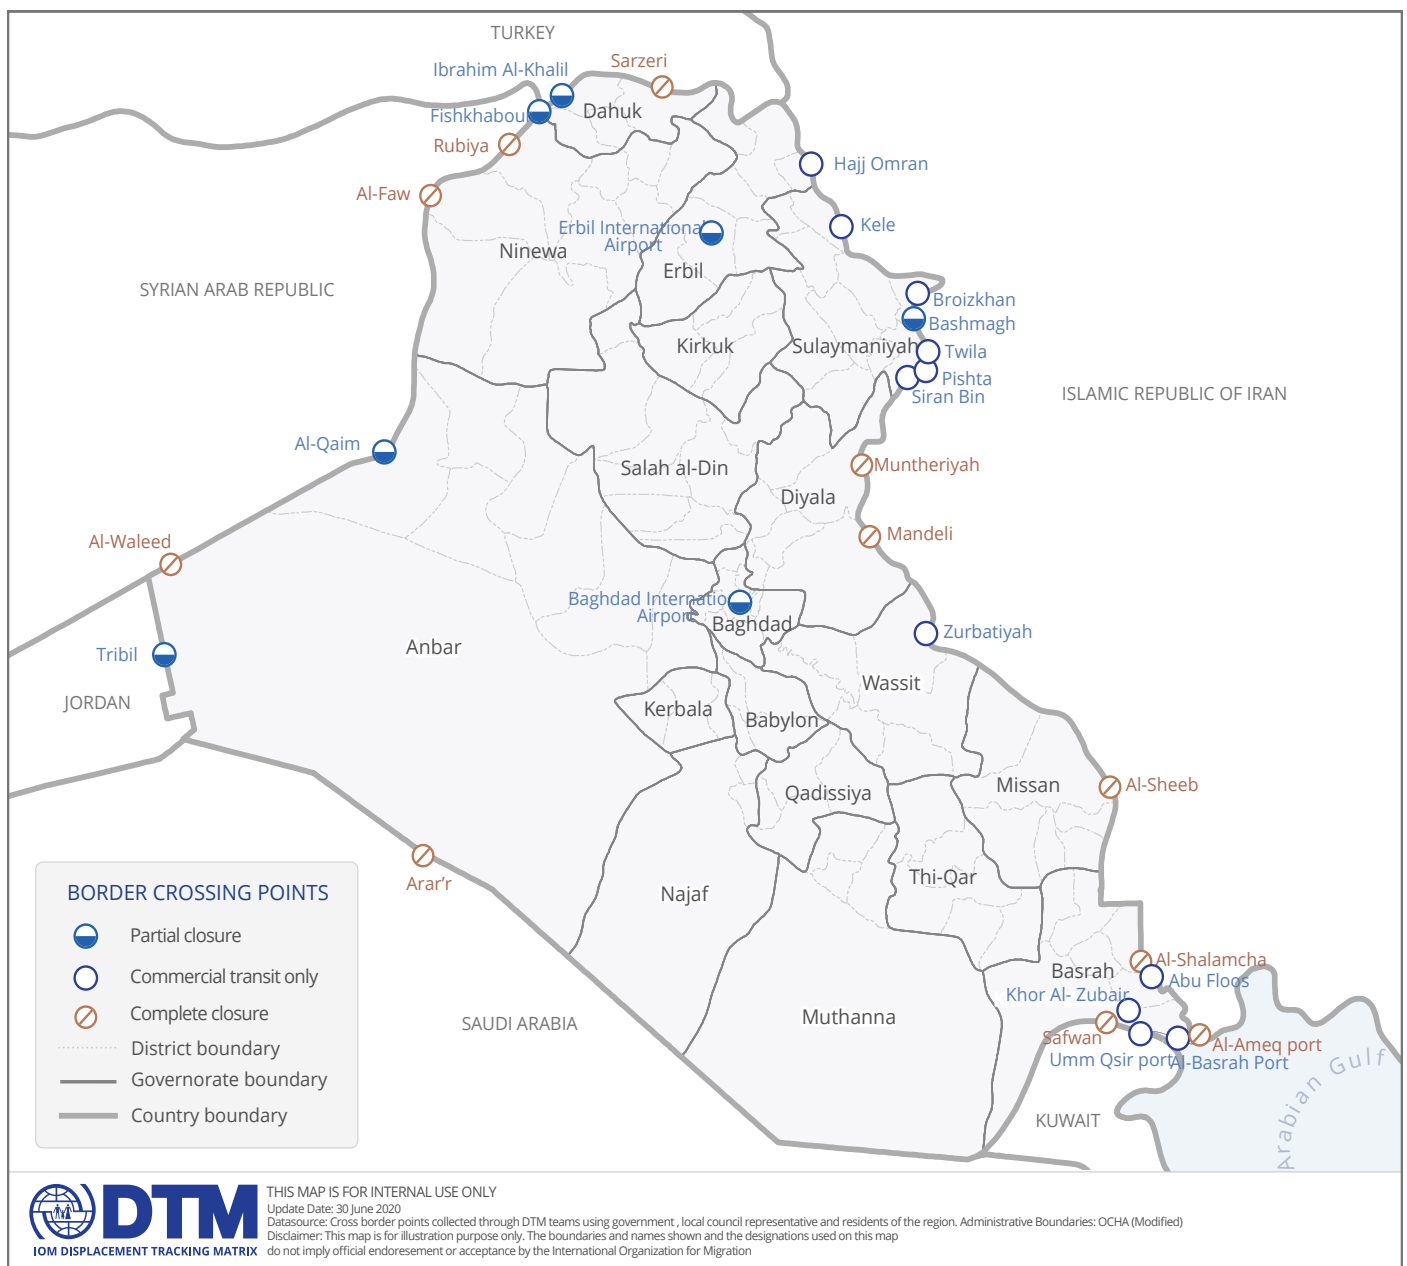 TURKEY
Ibrahim Al-Khalil
Sarzeri
Fishkhabou
Dahuk
Rubiya
Hajj Omran
Al-Faw
Kele
Erbil International
Airport
Ninewa
Erbil
SYRIAN ARAB REPUBLIC
Broizkhan
Bashmagh
Kirkuk
Sulaymaniyah
Twila
Pishta
Siran Bin
ISLAMIC REPUBLIC OF IRAN
Al-Qaim
Salah al-Din
Muntheriyah
Diyala
Mandeli
Al-Waleed
Baghdad Internatio
Airport
Baghdad
Zurbatiyah
Anbar
Tribil
Wassit
JORDAN
Kerbala
Babylon
Missan
Al-Sheeb
Qadissiya
Arar'r
Thi-Qar
Najaf
Al-Shalamcha
Basrah
Abu Floos
Khor Al- Zubair
Muthanna
SAUDI ARABIA
Safwan
Al-Ameq port
Umm Qsir port
Al-Basrah Port
Arabian Gulf
KUWAIT
BORDER CROSSING POINTS
Partial closure
Commercial transit only
Complete closure
District boundary
Governorate boundary
Country boundary
DTM
IOM DISPLACEMENT TRACKING MATRIX
THIS MAP IS FOR INTERNAL USE ONLY
Update Date: 30 June 2020
Datasource: Cross border points collected through DTM teams using government , local council representative and residents of the region. Administrative Boundaries: OCHA (Modified)
Disclaimer: This map is for illustration purpose only. The boundaries and names shown and the designations used on this map
do not imply official endoresement or acceptance by the International Organization for Migration